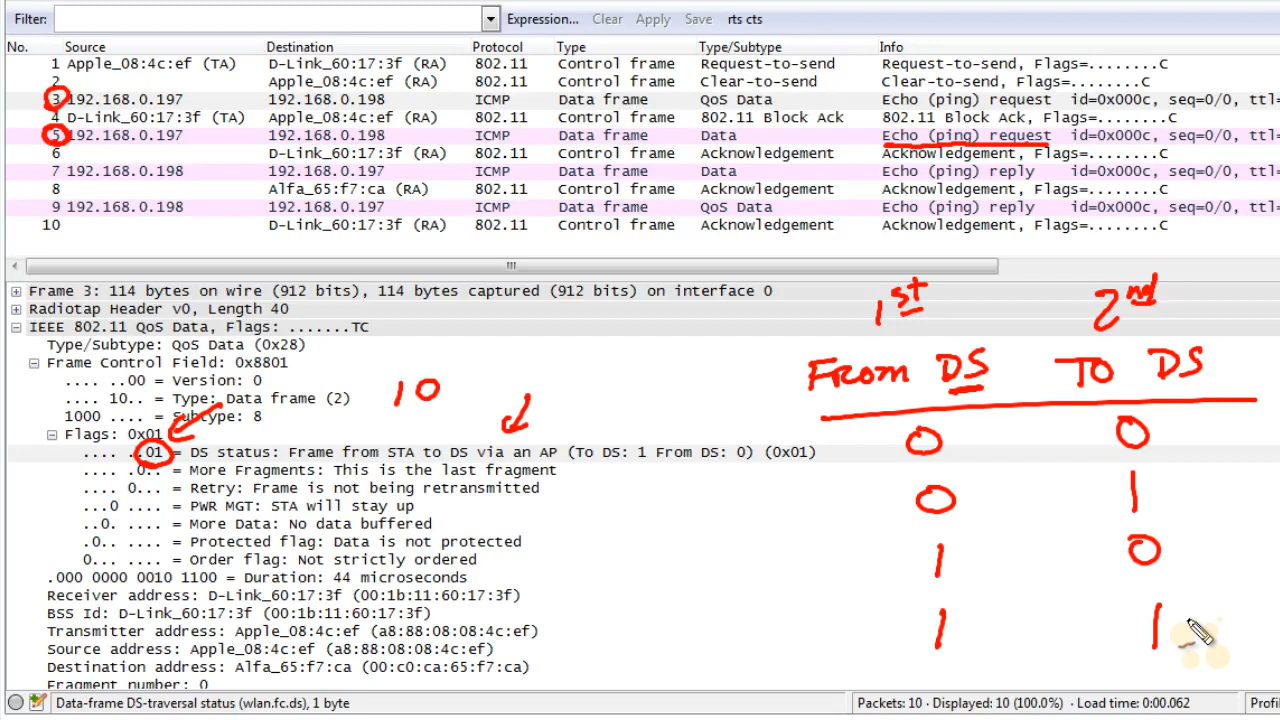 Filter: Expression... Clear Apply Save rts cts
No. Source Destination Protocol Type Type/Subtype Info
1 Apple_08:4c:ef (TA) D-Link_60:17:3f (RA) 802.11 Control frame Request-to-send Request-to-send, Flags=........C
2 Apple_08:4c:ef (RA) 802.11 Control frame Clear-to-send Clear-to-send, Flags=........C
3 192.168.0.197 192.168.0.198 ICMP Data frame QoS Data Echo (ping) request id=0x000c, seq=0/0, ttl=
4 D-Link_60:17:3f (TA) Apple_08:4c:ef (RA) 802.11 Control frame 802.11 Block Ack 802.11 Block Ack, Flags=........C
5 192.168.0.197 192.168.0.198 ICMP Data frame Data Echo (ping) request id=0x000c, seq=0/0, ttl=
6 D-Link_60:17:3f (RA) 802.11 Control frame Acknowledgement Acknowledgement, Flags=........C
7 192.168.0.198 192.168.0.197 ICMP Data frame Data Echo (ping) reply id=0x000c, seq=0/0, ttl=
8 Alfa_65:f7:ca (RA) 802.11 Control frame Acknowledgement Acknowledgement, Flags=........C
9 192.168.0.198 192.168.0.197 ICMP Data frame QoS Data Echo (ping) reply id=0x000c, seq=0/0, ttl=
10 D-Link_60:17:3f (RA) 802.11 Control frame Acknowledgement Acknowledgement, Flags=........C
Frame 3: 114 bytes on wire (912 bits), 114 bytes captured (912 bits) on interface 0
Radiotap Header v0, Length 40
IEEE 802.11 QoS Data, Flags: .......TC
Type/Subtype: QoS Data (0x28)
Frame Control Field: 0x8801
.... ..00 = Version: 0
.... 10.. = Type: Data frame (2)
1000 .... = Subtype: 8
Flags: 0x01
.... ..01 = DS status: Frame from STA to DS via an AP (To DS: 1 From DS: 0) (0x01)
.... .0.. = More Fragments: This is the last fragment
.... 0... = Retry: Frame is not being retransmitted
...0 .... = PWR MGT: STA will stay up
..0. .... = More Data: No data buffered
.0.. .... = Protected flag: Data is not protected
0... .... = Order flag: Not strictly ordered
.000 0000 0010 1100 = Duration: 44 microseconds
Receiver address: D-Link_60:17:3f (00:1b:11:60:17:3f)
BSS Id: D-Link_60:17:3f (00:1b:11:60:17:3f)
Transmitter address: Apple_08:4c:ef (a4:88:08:08:4c:ef)
Source address: Apple_08:4c:ef (a8:88:08:08:4c:ef)
Destination address: Alfa_65:f7:ca (00:c0:ca:65:f7:ca)
Fragment number: 0
10
1st 2nd
From DS TO DS
0 0
0 1
1 0
1 1
Data-frame DS-traversal status (wlan.fc.ds), 1 byte Packets: 10 · Displayed: 10 (100.0%) · Load time: 0:00.062 Profi